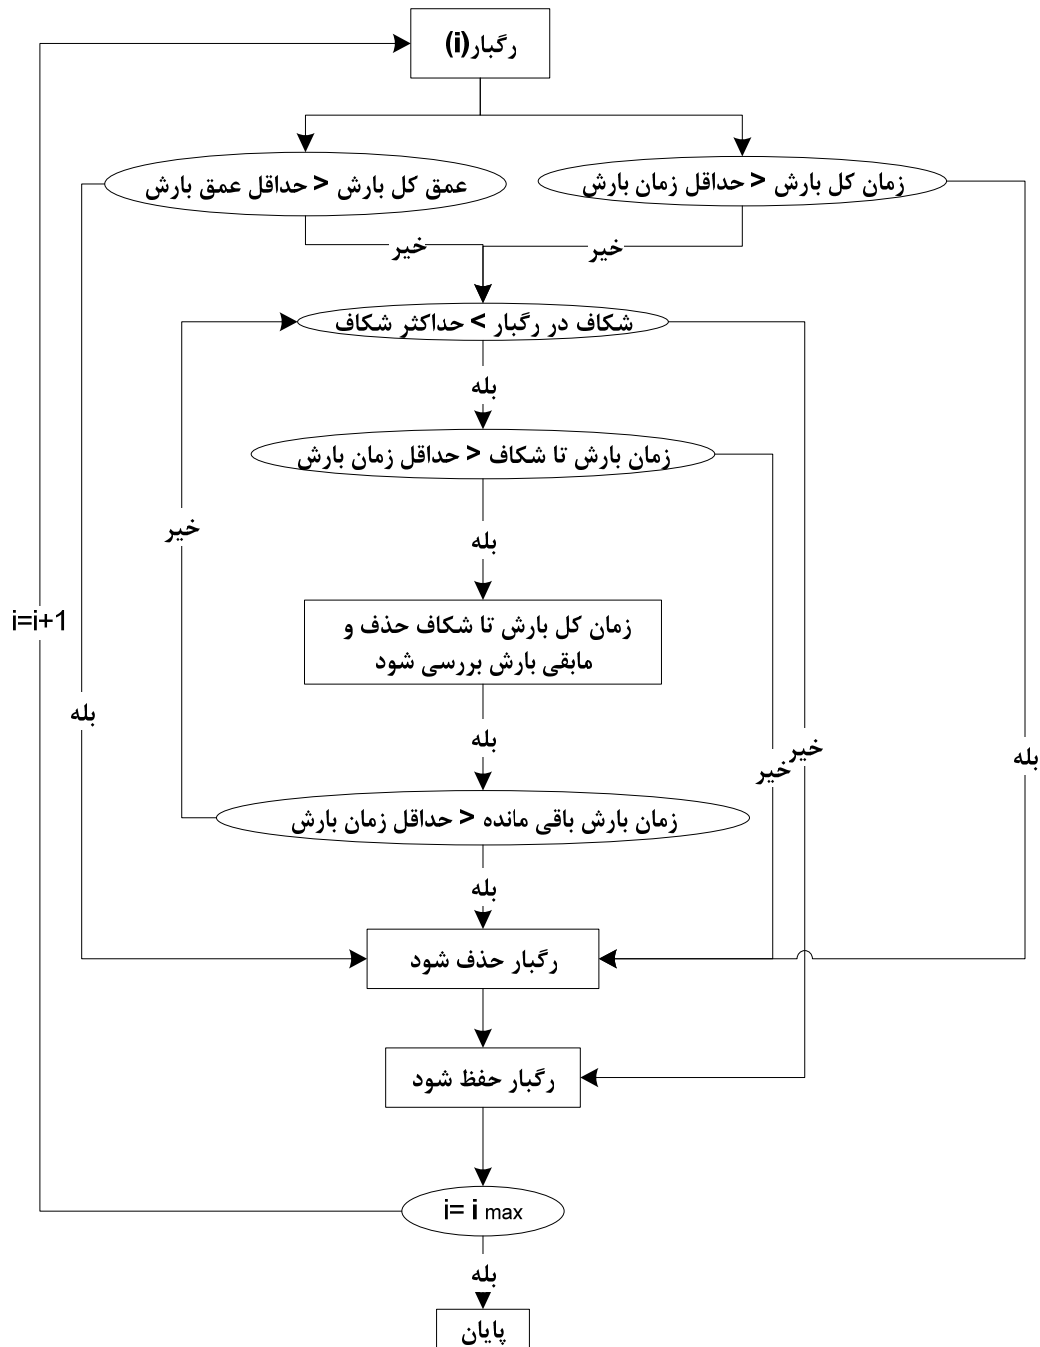 رگبار(i)
عمق کل بارش < حداقل عمق بارش
زمان کل بارش < حداقل زمان بارش
خیر
خیر
شکاف در رگبار > حداکثر شکاف
بله
زمان بارش تا شکاف < حداقل زمان بارش
خیر
بله
زمان کل بارش تا شکاف حذف و
مابقی بارش بررسی شود
i=i+1
بله
بله
خیر
خیر
بله
زمان بارش باقی مانده < حداقل زمان بارش
بله
رگبار حذف شود
رگبار حفظ شود
i= i max
بله
پایان